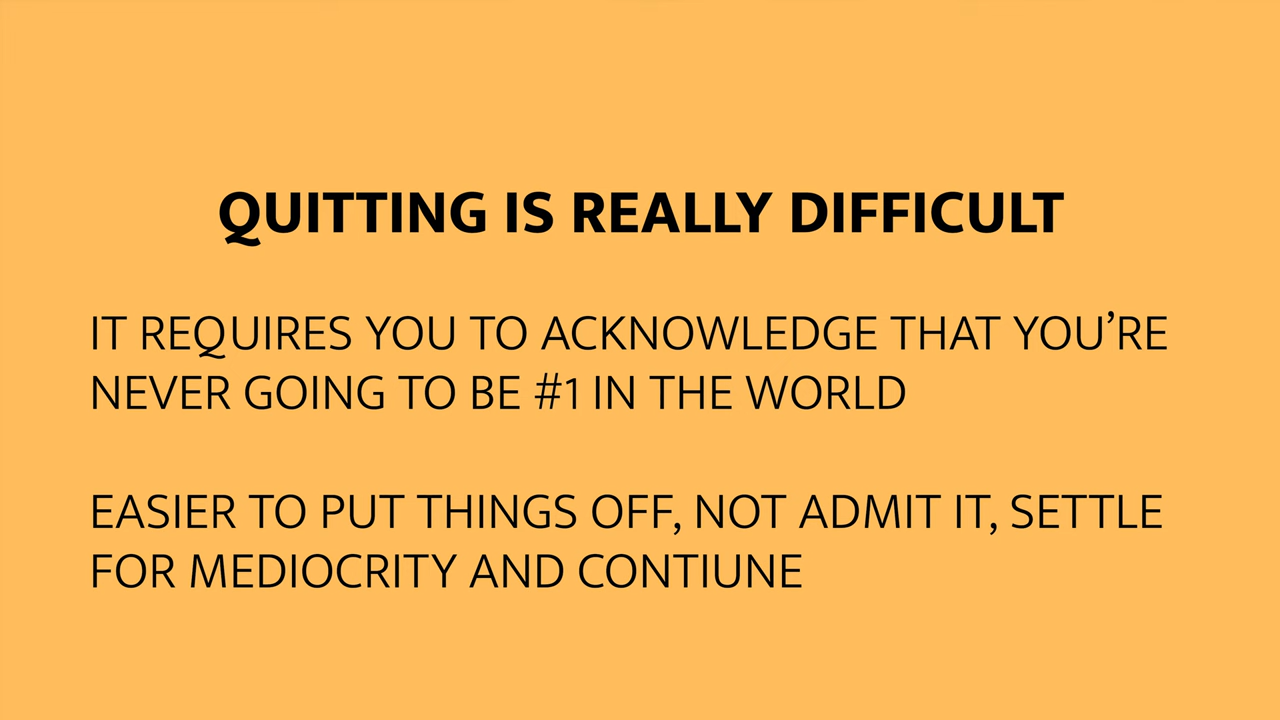 QUITTING IS REALLY DIFFICULT
IT REQUIRES YOU TO ACKNOWLEDGE THAT YOU’RE
NEVER GOING TO BE #1 IN THE WORLD
EASIER TO PUT THINGS OFF, NOT ADMIT IT, SETTLE
FOR MEDIOCRITY AND CONTIUNE